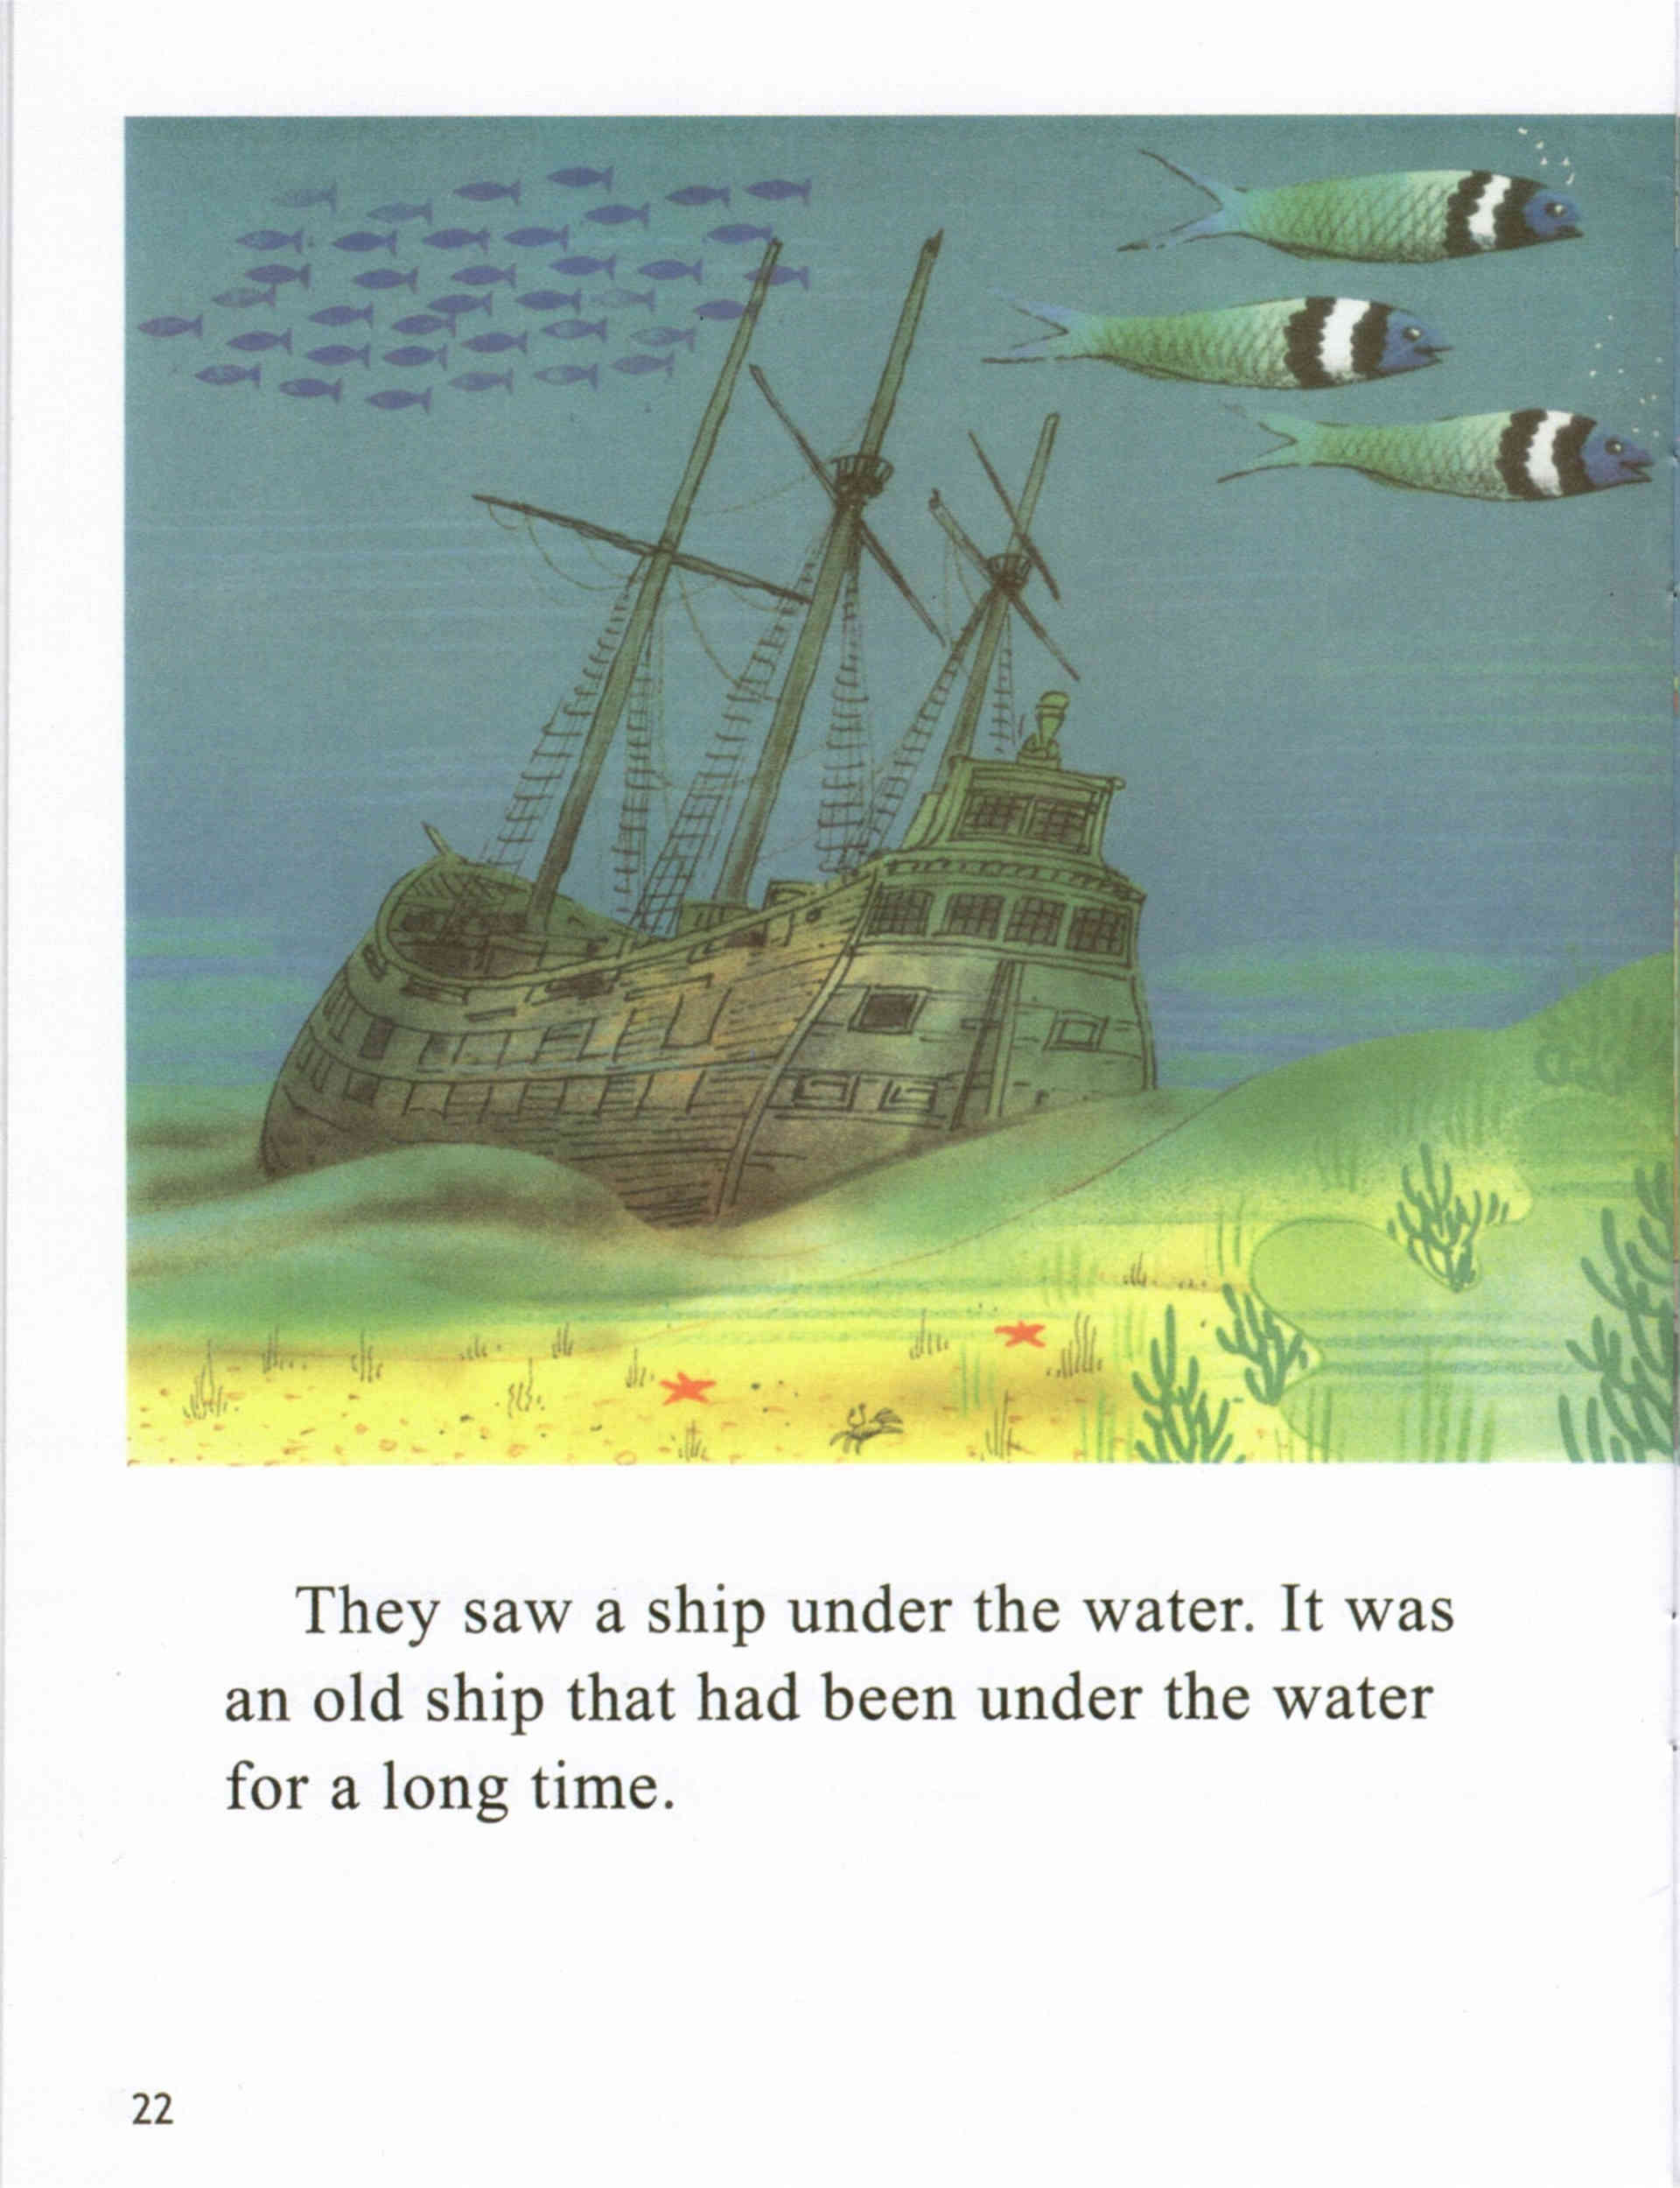 They saw a ship under the water. It was
an old ship that had been under the water
for a long time.
22